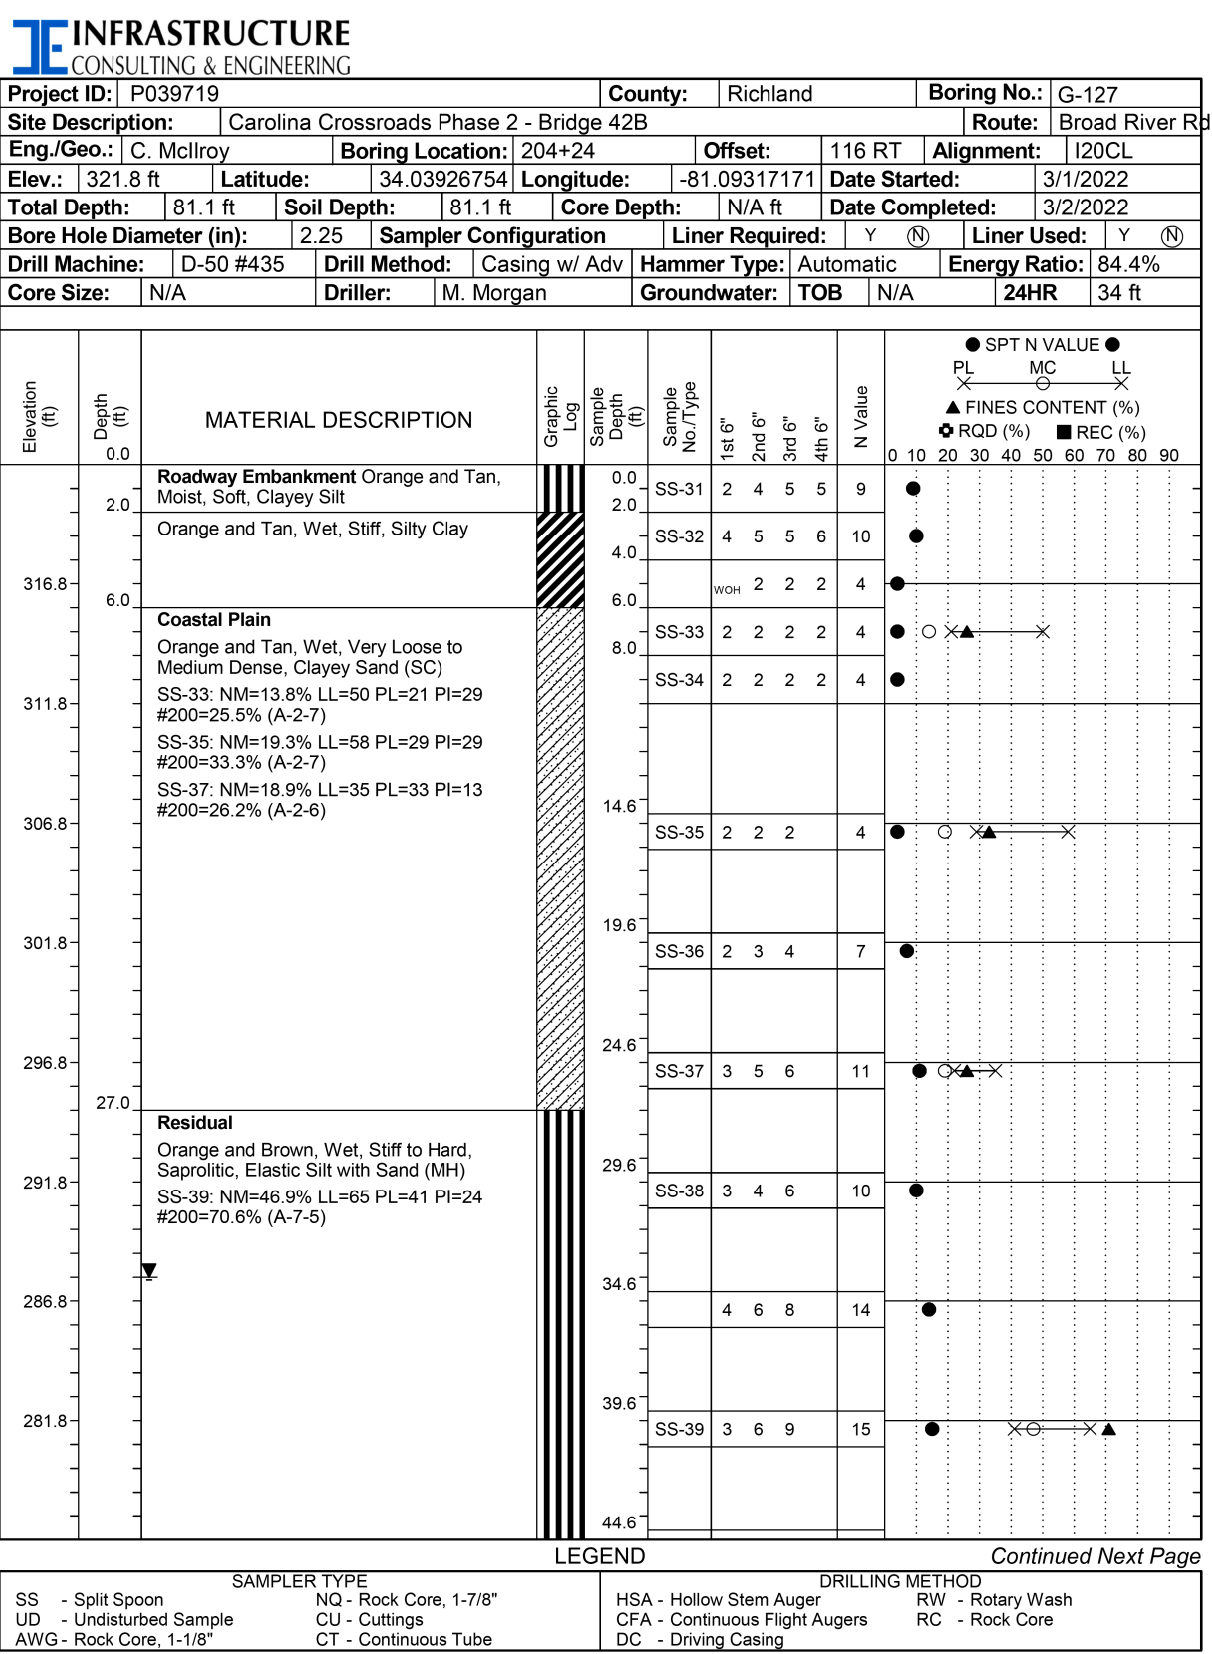 INFRASTRUCTURE
CONSULTING & ENGINEERING
Project ID: P039719 County: Richland Boring No.: G-127
Site Description: Carolina Crossroads Phase 2 - Bridge 42B Route: Broad River Rd
Eng./Geo.: C. McIlroy Boring Location: 204+24 Offset: 116 RT Alignment: I20CL
Elev.: 321.8 ft Latitude: 34.03926754 Longitude: -81.09317171 Date Started: 3/1/2022
Total Depth: 81.1 ft Soil Depth: 81.1 ft Core Depth: N/A ft Date Completed: 3/2/2022
Bore Hole Diameter (in): 2.25 Sampler Configuration Liner Required: Y N Liner Used: Y N
Drill Machine: D-50 #435 Drill Method: Casing w/ Adv Hammer Type: Automatic Energy Ratio: 84.4%
Core Size: N/A Driller: M. Morgan Groundwater: TOB N/A 24HR 34 ft
Elevation (ft)
Depth (ft)
0.0
MATERIAL DESCRIPTION
Graphic Log
Sample Depth (ft)
Sample No./Type
1st 6"
2nd 6"
3rd 6"
4th 6"
N Value
● SPT N VALUE ●
PL MC LL
▲ FINES CONTENT (%)
RQD (%) ■ REC (%)
0 10 20 30 40 50 60 70 80 90
Roadway Embankment Orange and Tan,
Moist, Soft, Clayey Silt
0.0
SS-31 2 4 5 5 9
2.0 2.0
Orange and Tan, Wet, Stiff, Silty Clay
SS-32 4 5 5 6 10
4.0
316.8 WOH 2 2 2 4
6.0 6.0
Coastal Plain
SS-33 2 2 2 2 4
Orange and Tan, Wet, Very Loose to
Medium Dense, Clayey Sand (SC)
8.0
SS-34 2 2 2 2 4
SS-33: NM=13.8% LL=50 PL=21 PI=29
#200=25.5% (A-2-7)
311.8
SS-35: NM=19.3% LL=58 PL=29 PI=29
#200=33.3% (A-2-7)
SS-37: NM=18.9% LL=35 PL=33 PI=13
#200=26.2% (A-2-6)
14.6
306.8
SS-35 2 2 2 4
19.6
301.8
SS-36 2 3 4 7
24.6
296.8
SS-37 3 5 6 11
27.0
Residual
Orange and Brown, Wet, Stiff to Hard,
Saprolitic, Elastic Silt with Sand (MH)
29.6
291.8
SS-38 3 4 6 10
SS-39: NM=46.9% LL=65 PL=41 PI=24
#200=70.6% (A-7-5)
34.6
286.8
4 6 8 14
39.6
281.8
SS-39 3 6 9 15
44.6
LEGEND
Continued Next Page
SAMPLER TYPE
SS - Split Spoon NQ - Rock Core, 1-7/8"
UD - Undisturbed Sample CU - Cuttings
AWG - Rock Core, 1-1/8" CT - Continuous Tube
DRILLING METHOD
HSA - Hollow Stem Auger RW - Rotary Wash
CFA - Continuous Flight Augers RC - Rock Core
DC - Driving Casing